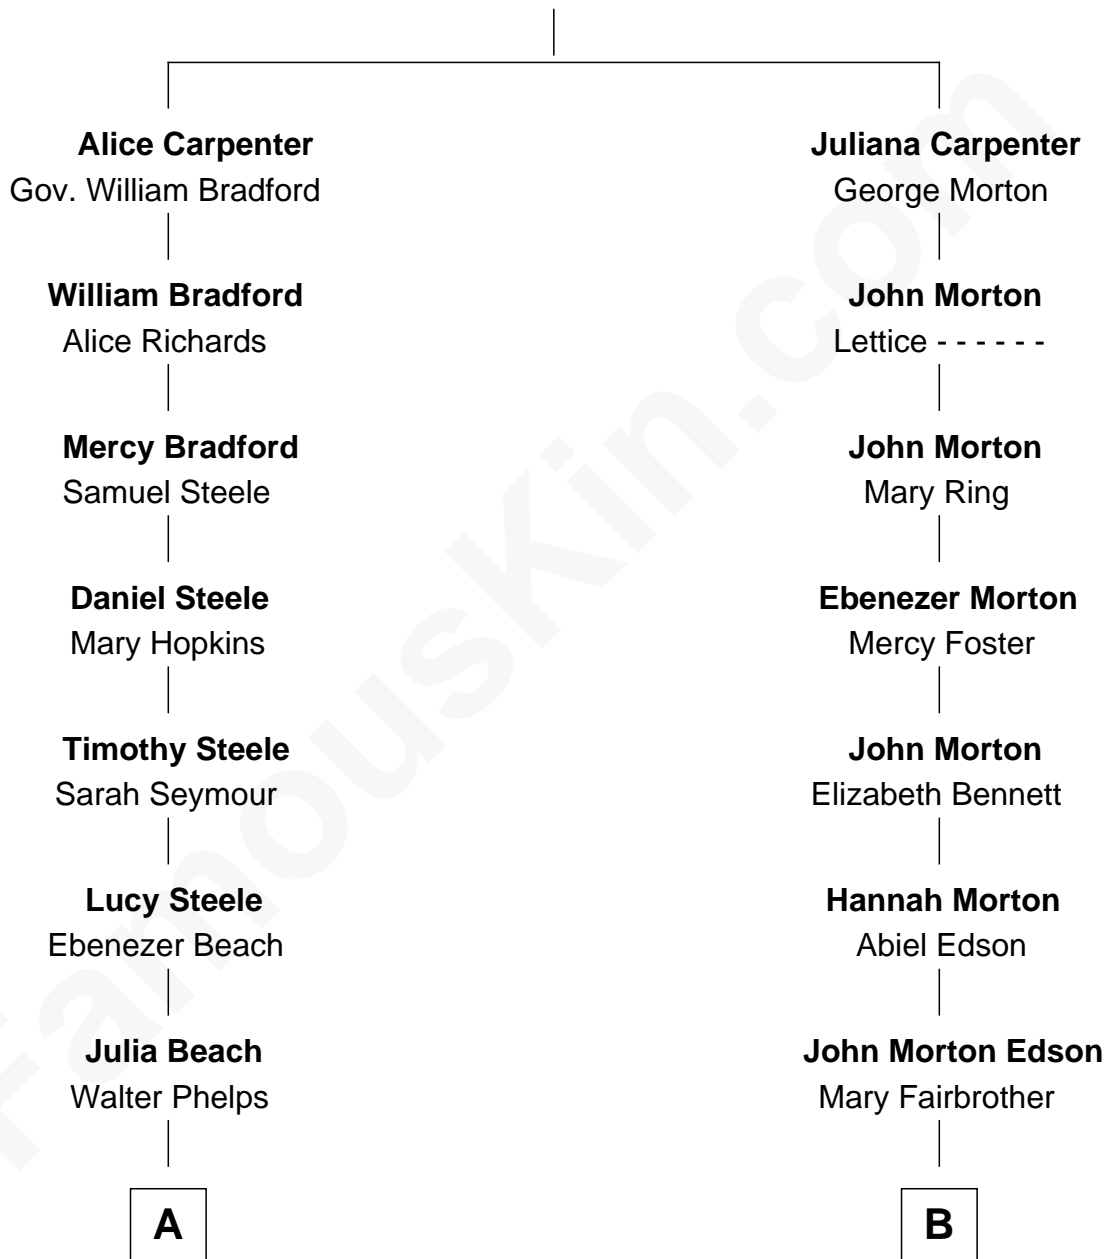 Alice Carpenter
Gov. William Bradford
William Bradford
Alice Richards
Mercy Bradford
Samuel Steele
Daniel Steele
Mary Hopkins
Timothy Steele
Sarah Seymour
Lucy Steele
Ebenezer Beach
Julia Beach
Walter Phelps
A
Juliana Carpenter
George Morton
John Morton
Lettice - - - - - -
John Morton
Mary Ring
Ebenezer Morton
Mercy Foster
John Morton
Elizabeth Bennett
Hannah Morton
Abiel Edson
John Morton Edson
Mary Fairbrother
B
FamousKin.com